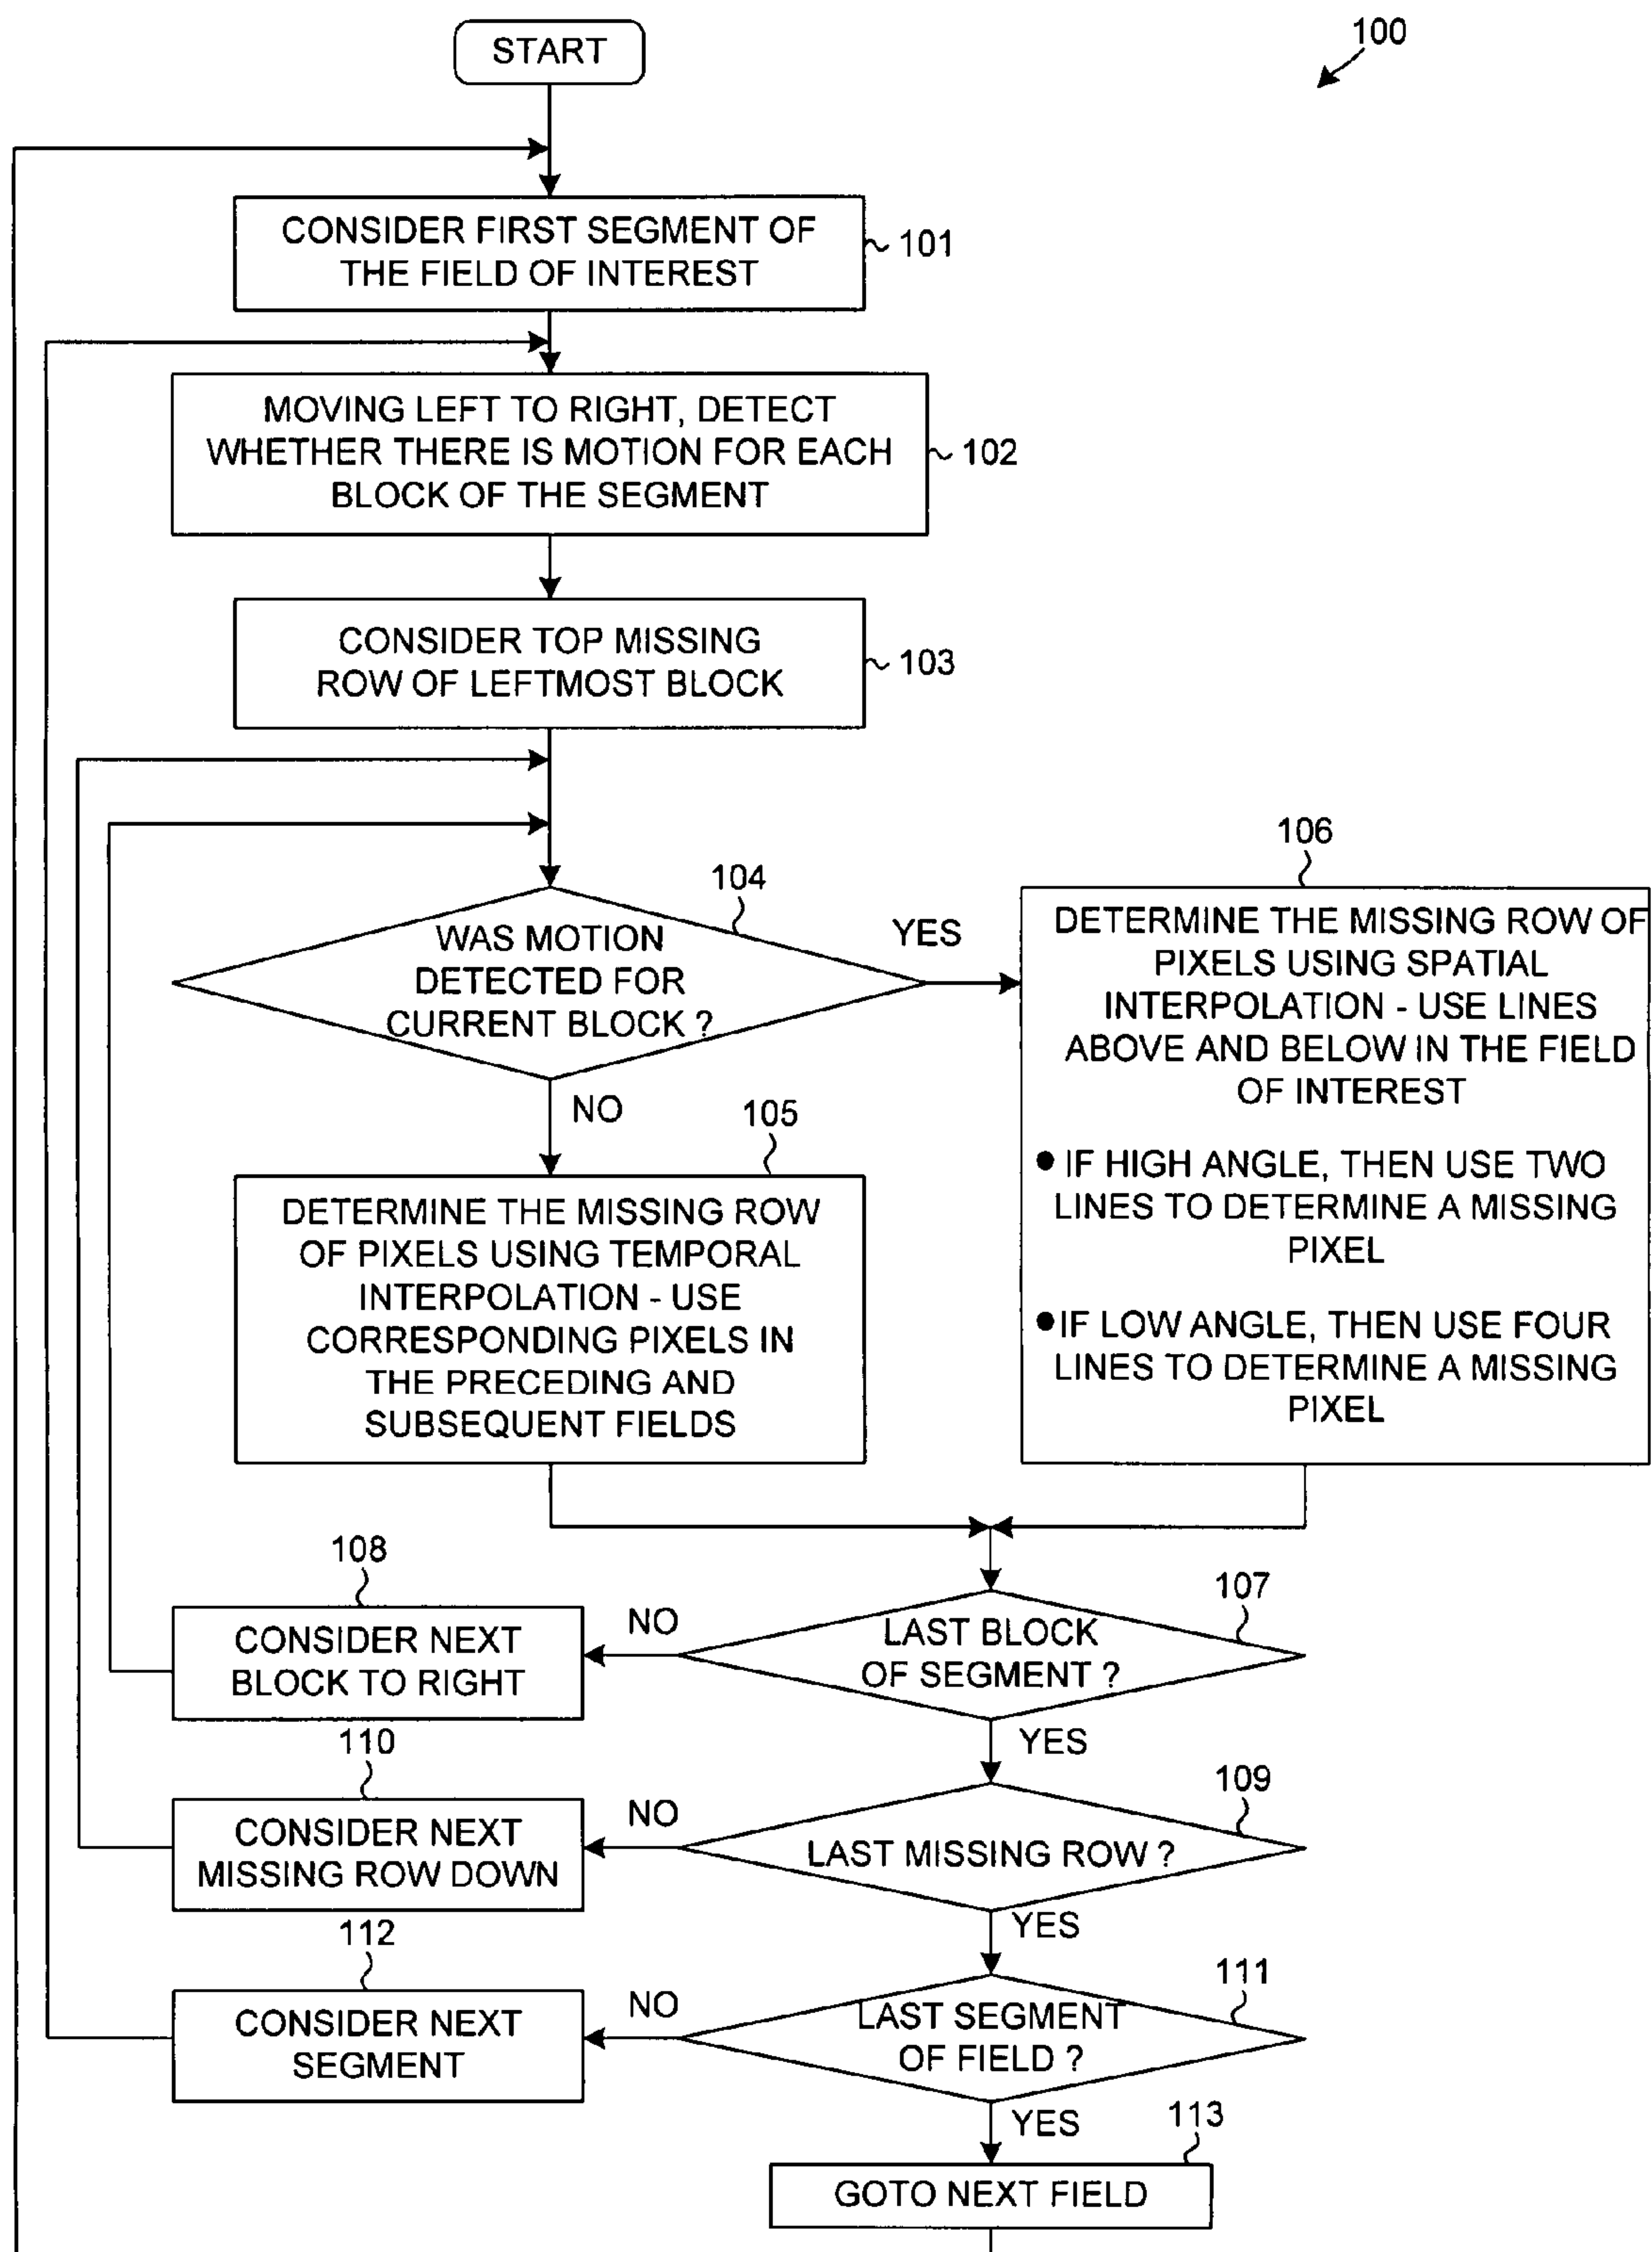 START
100
CONSIDER FIRST SEGMENT OF
THE FIELD OF INTEREST
101
MOVING LEFT TO RIGHT, DETECT
WHETHER THERE IS MOTION FOR EACH
BLOCK OF THE SEGMENT
102
CONSIDER TOP MISSING
ROW OF LEFTMOST BLOCK
103
104
WAS MOTION
DETECTED FOR
CURRENT BLOCK ?
YES
NO
106
DETERMINE THE MISSING ROW OF
PIXELS USING SPATIAL
INTERPOLATION - USE LINES
ABOVE AND BELOW IN THE FIELD
OF INTEREST
● IF HIGH ANGLE, THEN USE TWO
LINES TO DETERMINE A MISSING
PIXEL
● IF LOW ANGLE, THEN USE FOUR
LINES TO DETERMINE A MISSING
PIXEL
105
DETERMINE THE MISSING ROW
OF PIXELS USING TEMPORAL
INTERPOLATION - USE
CORRESPONDING PIXELS IN
THE PRECEDING AND
SUBSEQUENT FIELDS
107
LAST BLOCK
OF SEGMENT ?
NO
108
CONSIDER NEXT
BLOCK TO RIGHT
YES
109
LAST MISSING ROW ?
NO
110
CONSIDER NEXT
MISSING ROW DOWN
YES
111
LAST SEGMENT
OF FIELD ?
NO
112
CONSIDER NEXT
SEGMENT
YES
113
GOTO NEXT FIELD